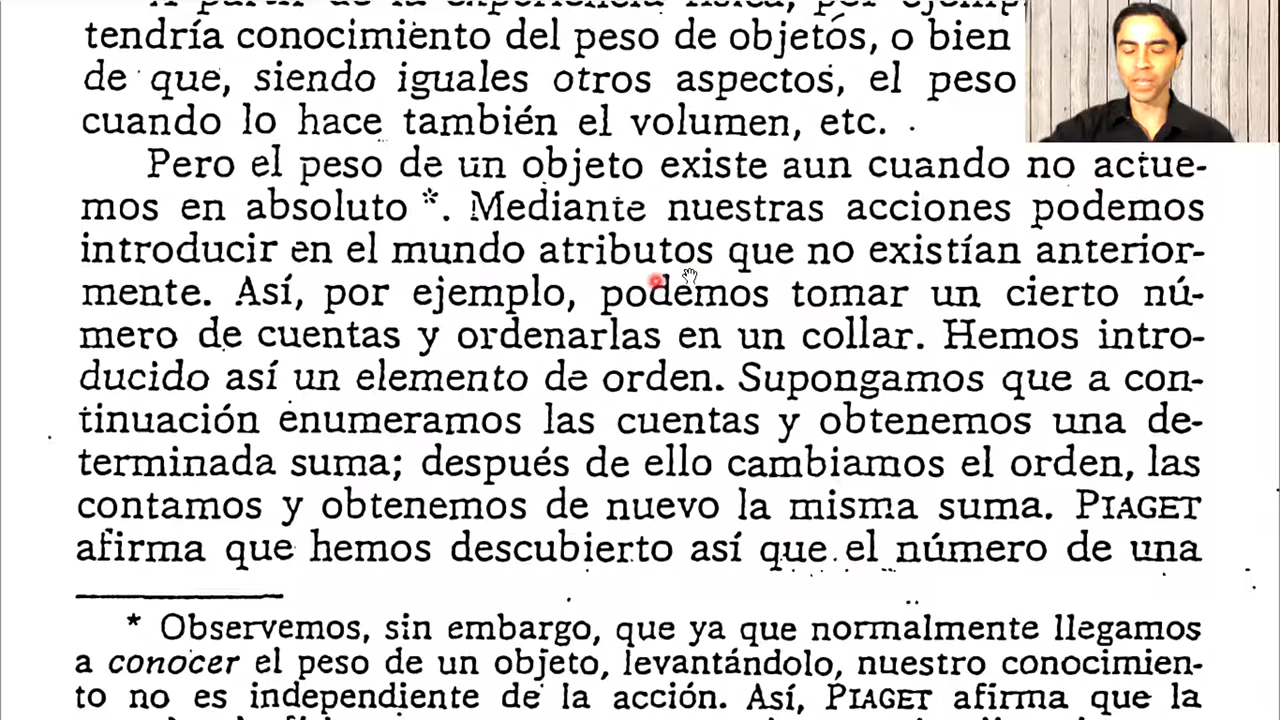 A partir de la experiencia física, por ejemp
tendría conocimiento del peso de objetos, o bien
de que, siendo iguales otros aspectos, el peso
cuando lo hace también el volumen, etc.
Pero el peso de un objeto existe aun cuando no actue-
mos en absoluto *. Mediante nuestras acciones podemos
introducir en el mundo atributos que no existían anterior-
mente. Así, por ejemplo, podemos tomar un cierto nú-
mero de cuentas y ordenarlas en un collar. Hemos intro-
ducido así un elemento de orden. Supongamos que a con-
tinuación enumeramos las cuentas y obtenemos una de-
terminada suma; después de ello cambiamos el orden, las
contamos y obtenemos de nuevo la misma suma. PIAGET
afirma que hemos descubierto así que el número de una
* Observemos, sin embargo, que ya que normalmente llegamos
a conocer el peso de un objeto, levantándolo, nuestro conocimien-
to no es independiente de la acción. Así, PIAGET afirma que la